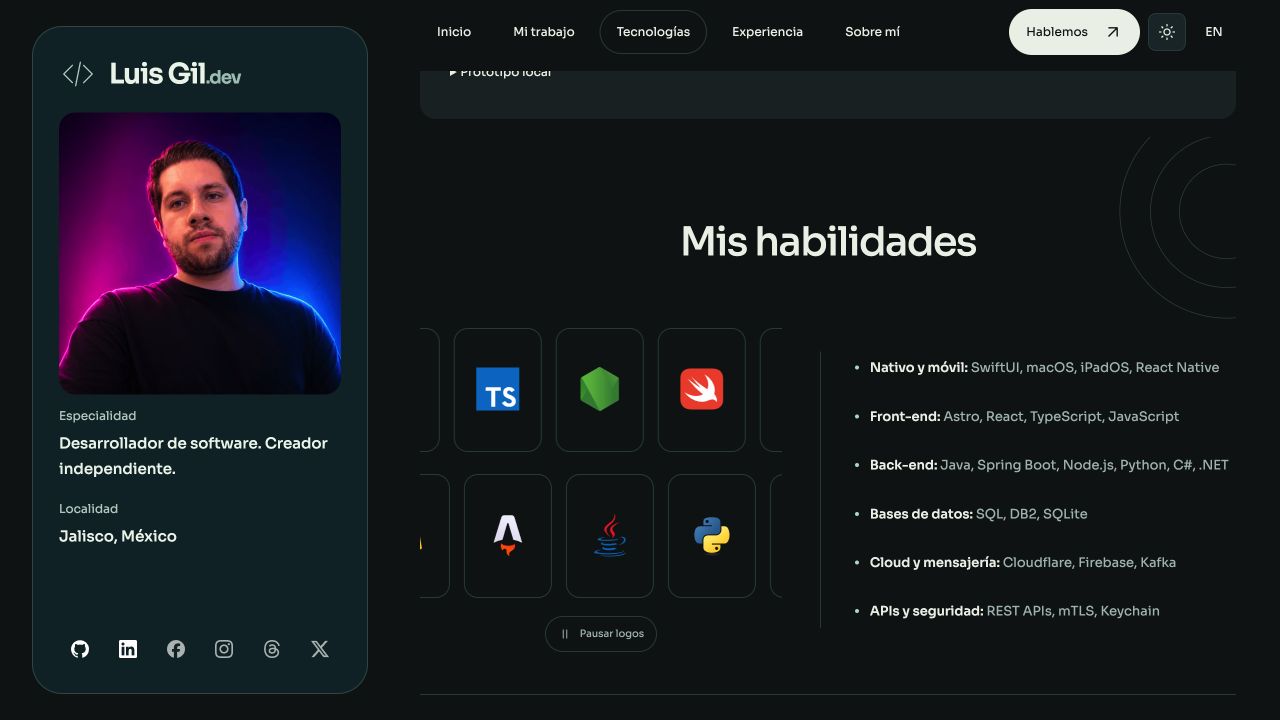 Luis Gil.dev
Especialidad
Desarrollador de software. Creador
independiente.
Localidad
Jalisco, México
Inicio
Mi trabajo
Tecnologías
Experiencia
Sobre mí
Hablemos
EN
Prototipo local
Mis habilidades
TS
Pausar logos
Nativo y móvil: SwiftUI, macOS, iPadOS, React Native
Front-end: Astro, React, TypeScript, JavaScript
Back-end: Java, Spring Boot, Node.js, Python, C#, .NET
Bases de datos: SQL, DB2, SQLite
Cloud y mensajería: Cloudflare, Firebase, Kafka
APIs y seguridad: REST APIs, mTLS, Keychain